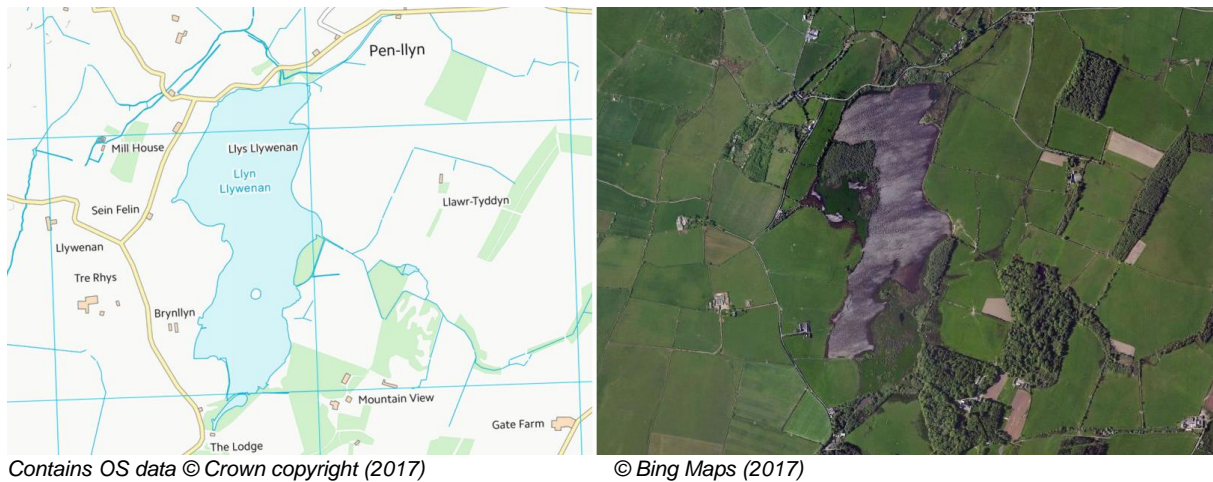 Pen-llyn
Mill House
Llys Llywenan
Llyn
Llywenan
Llawr-Tyddyn
Sein Felin
Llywenan
Tre Rhys
Brynllyn
Mountain View
Gate Farm
The Lodge
Contains OS data © Crown copyright (2017)
© Bing Maps (2017)